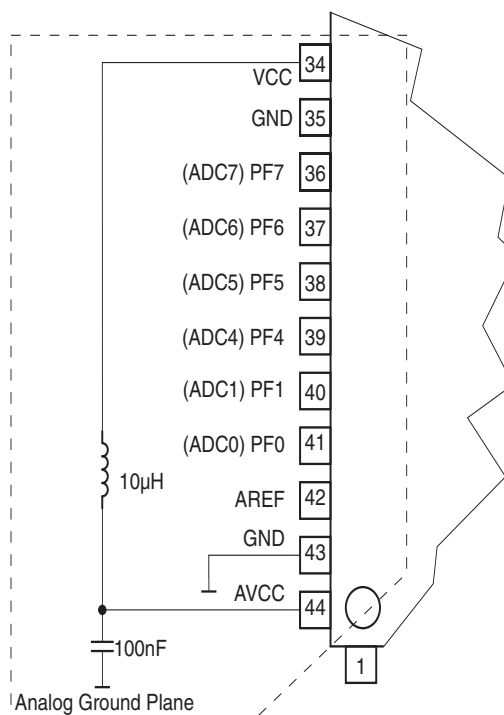 VCC 34
GND 35
(ADC7) PF7 36
(ADC6) PF6 37
(ADC5) PF5 38
(ADC4) PF4 39
(ADC1) PF1 40
(ADC0) PF0 41
10µH
AREF 42
GND 43
AVCC 44
100nF
1
Analog Ground Plane